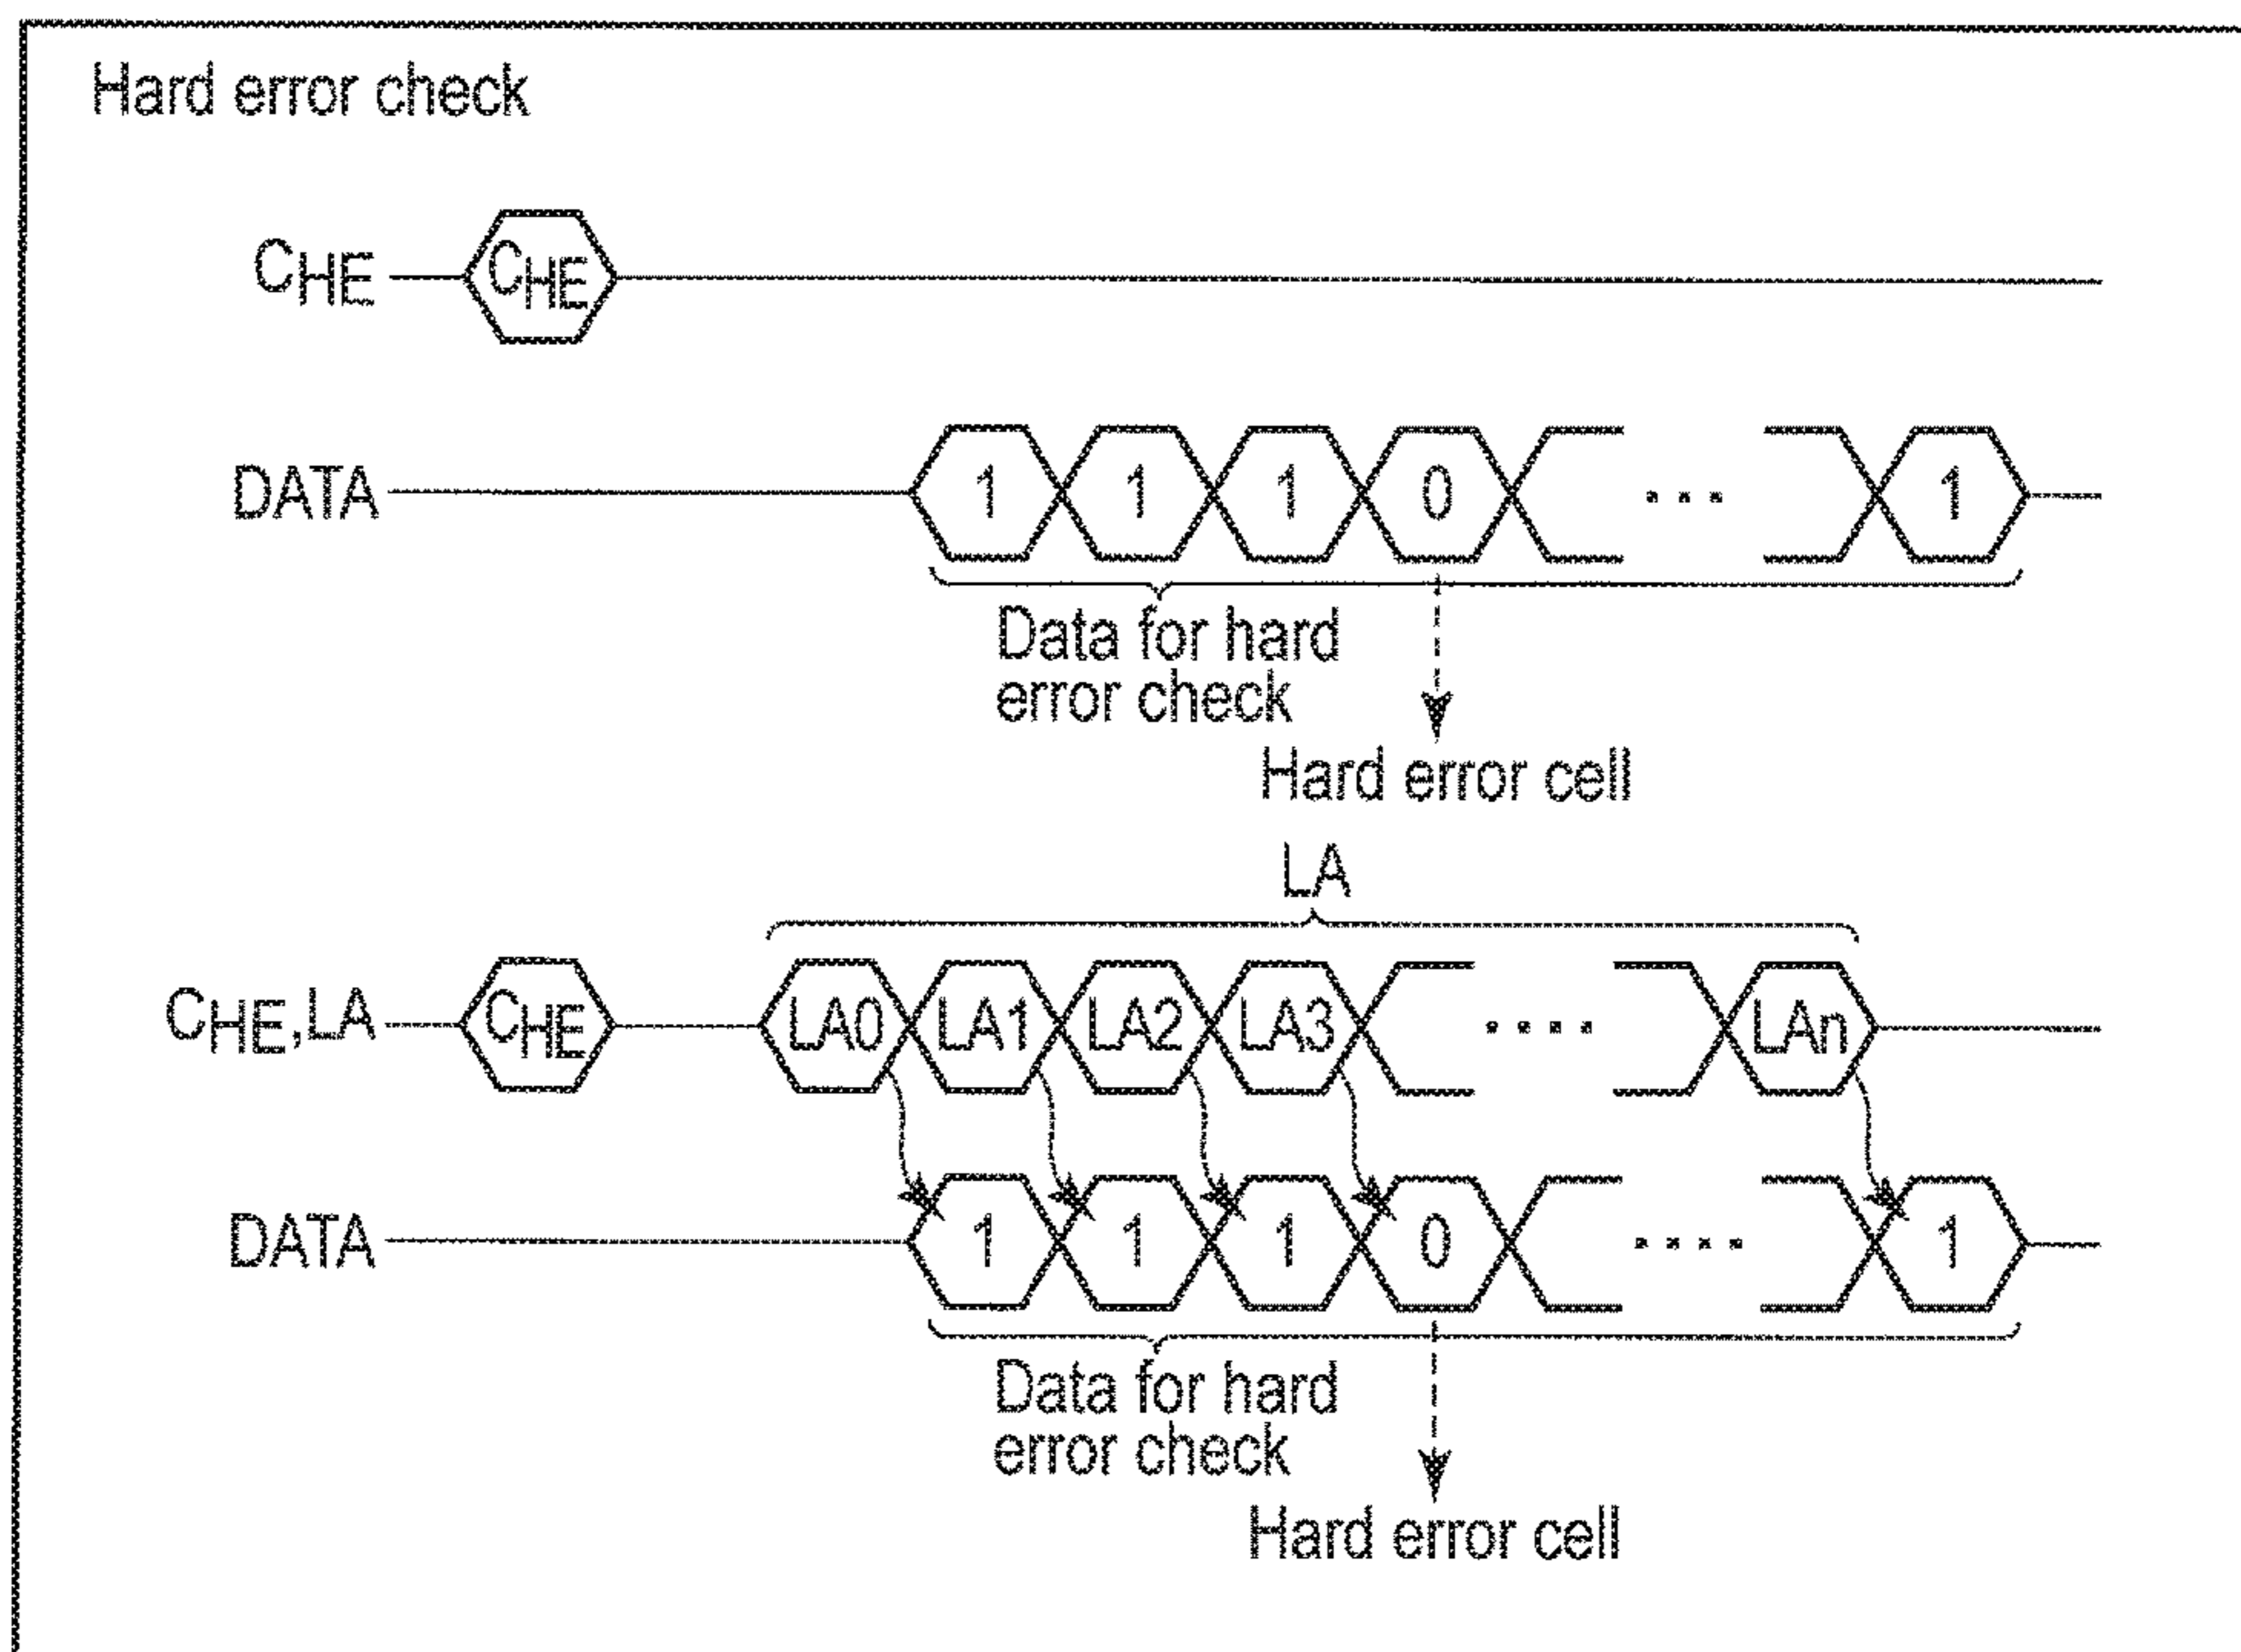 Hard error check
CHE CHE
DATA 1 1 1 0 ... 1
Data for hard
error check
Hard error cell
LA
CHE,LA CHE LA0 LA1 LA2 LA3 .... LAn
DATA 1 1 1 0 .... 1
Data for hard
error check
Hard error cell